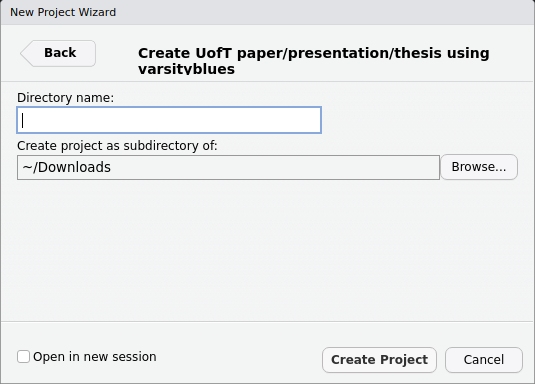 New Project Wizard
Back
Create UofT paper/presentation/thesis using
varsityblues
Directory name:
Create project as subdirectory of:
~/Downloads
Browse...
Open in new session
Create Project
Cancel